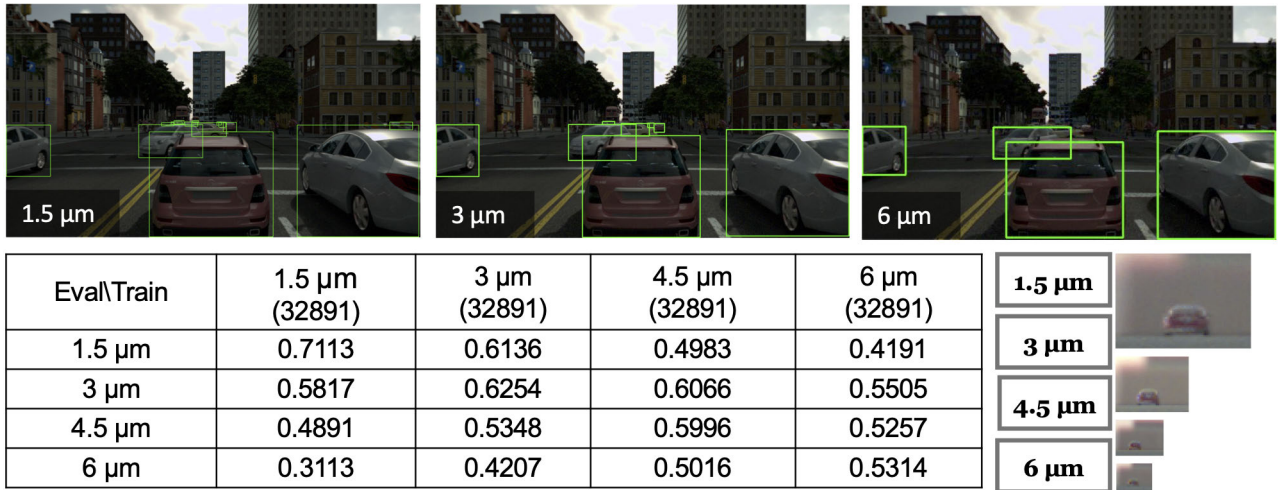 1.5 µm
3 µm
6 µm
Eval\Train 1.5 µm (32891) 3 µm (32891) 4.5 µm (32891) 6 µm (32891)
1.5 µm 0.7113 0.6136 0.4983 0.4191
3 µm 0.5817 0.6254 0.6066 0.5505
4.5 µm 0.4891 0.5348 0.5996 0.5257
6 µm 0.3113 0.4207 0.5016 0.5314
1.5 µm
3 µm
4.5 µm
6 µm